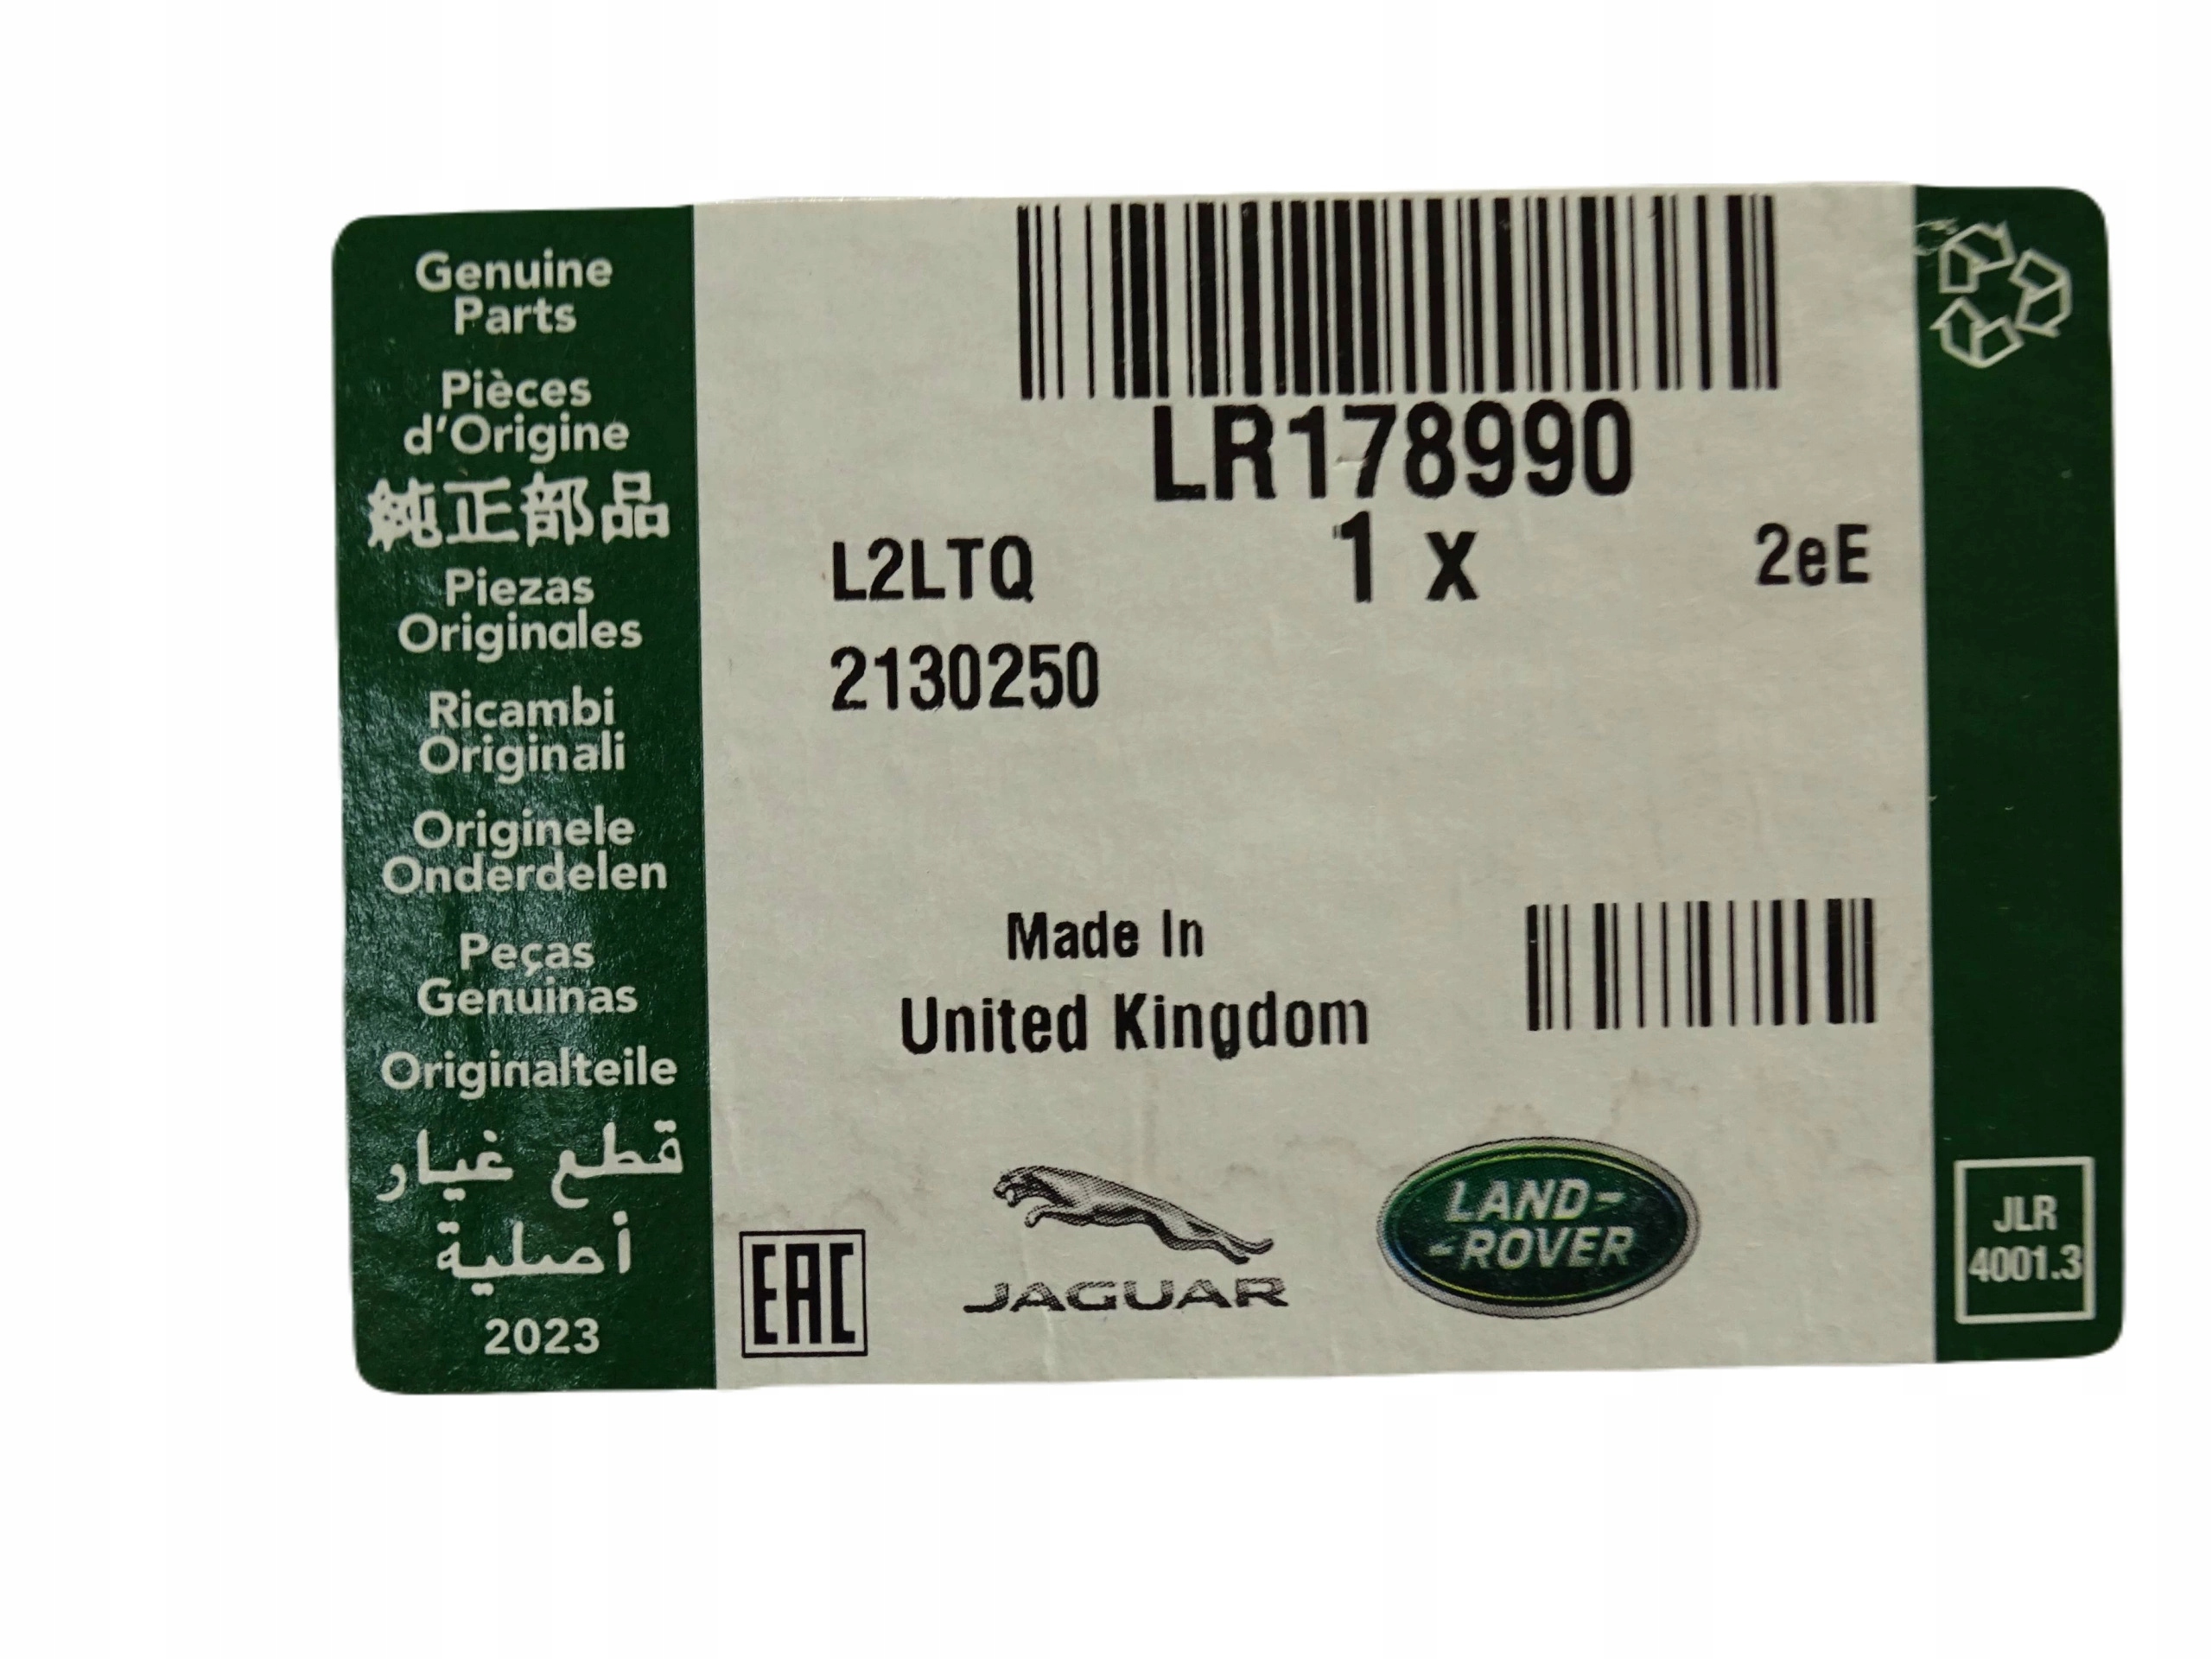 Genuine
Parts
Pièces
d'Origine
純正部品
Piezas
Originales
Ricambi
Originali
Originele
Onderdelen
Peças
Genuinas
Originalteile
قطع غيار
أصلية
2023
LR178990
L2LTQ 1 x 2eE
2130250
Made In
United Kingdom
EAC
JAGUAR
LAND-
-ROVER
JLR
4001.3